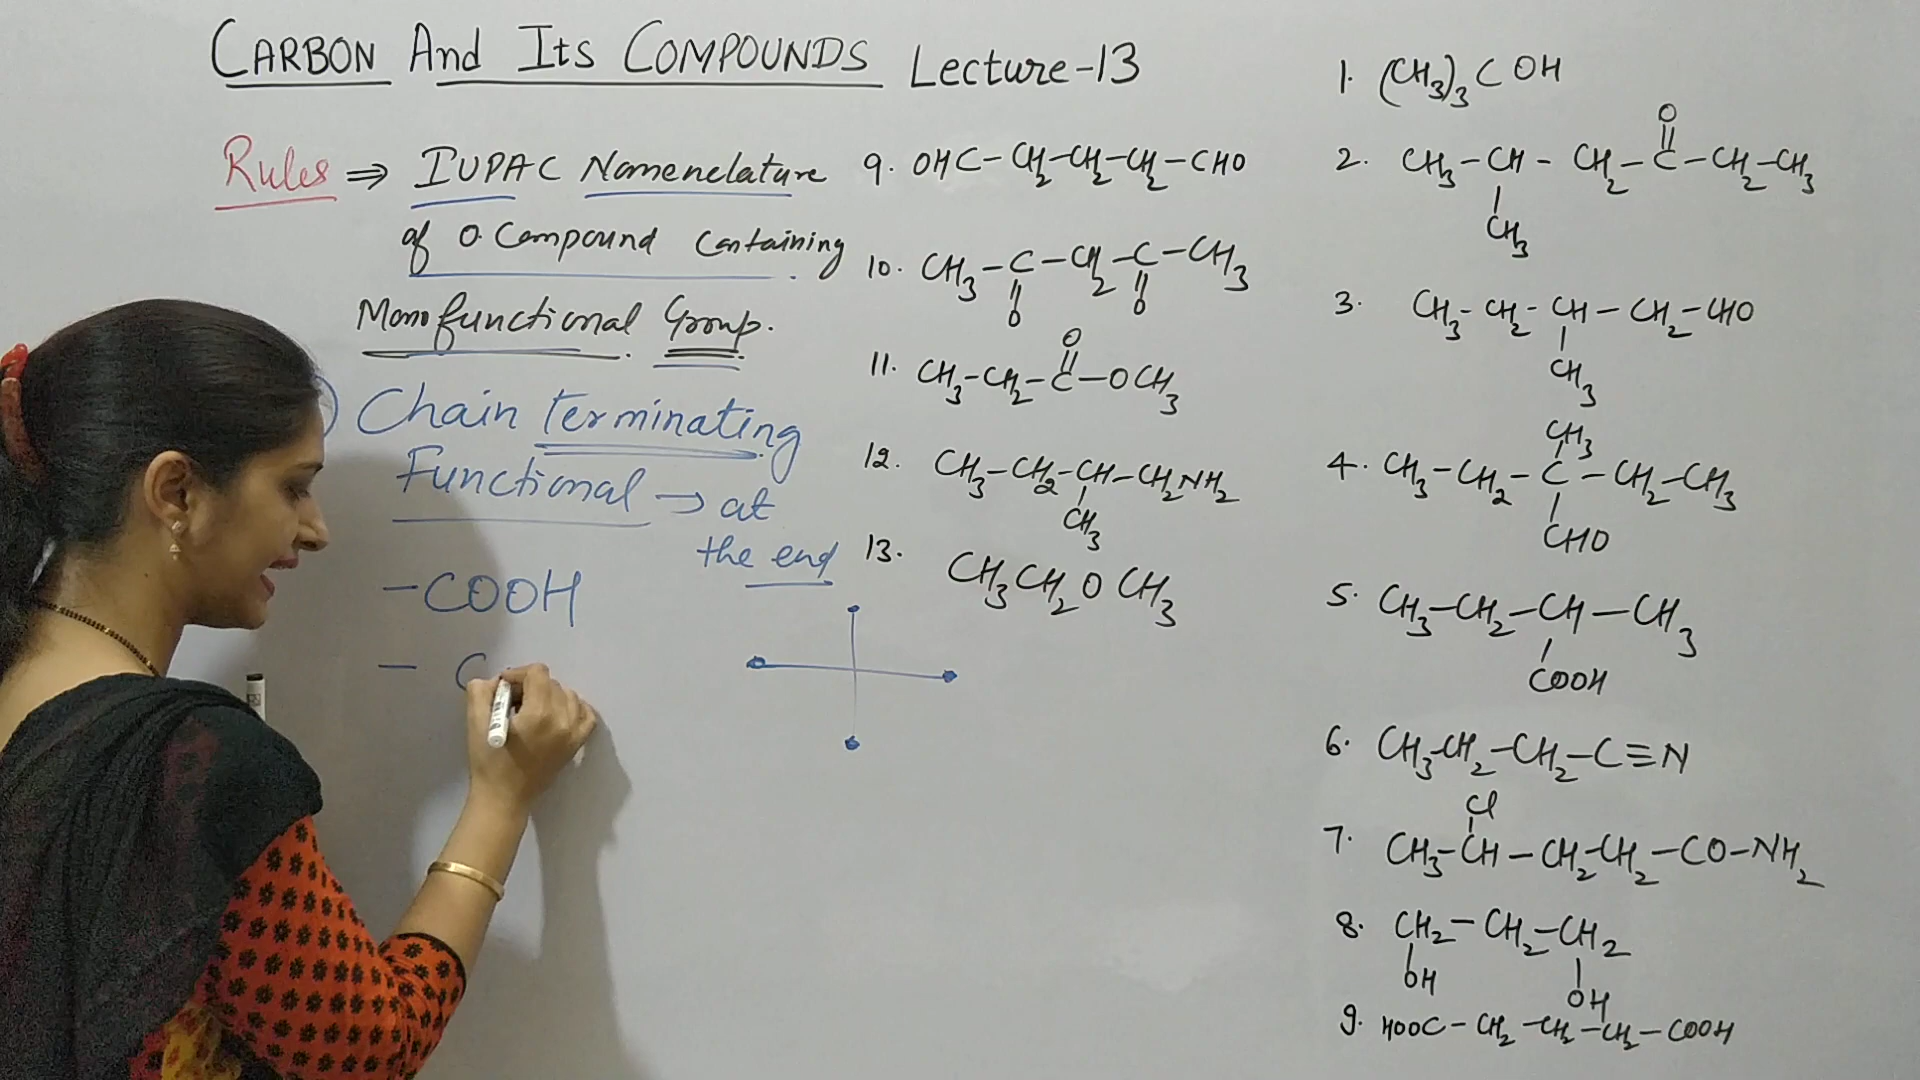 CARBON And Its COMPOUNDS Lecture-13
Rules ⇒ IUPAC Nomenclature
of O. Compound Containing
Monofunctional Group.
) Chain terminating
Functional → at
the end
-COOH
- C
9. OHC-CH2-CH2-CH2-CHO
10. CH3-C-CH2-C-CH3
O O
O
11. CH3-CH2-C-OCH3
12. CH3-CH2-CH-CH2NH2
CH3
13. CH3CH2OCH3
1. (CH3)3COH
O
2. CH3-CH-CH2-C-CH2-CH3
CH3
3. CH3-CH2-CH-CH2-CHO
CH3
CH3
4. CH3-CH2-C-CH2-CH3
CHO
5. CH3-CH2-CH-CH3
COOH
6. CH3-CH2-CH2-C≡N
Cl
7. CH3-CH-CH2-CH2-CO-NH2
8. CH2-CH2-CH2
OH OH
9. HOOC-CH2-CH2-CH2-COOH